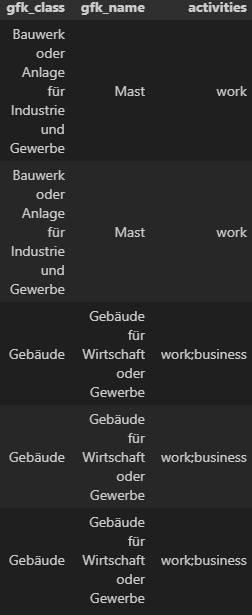 gfk_class gfk_name activities
Bauwerk
oder
Anlage
für
Industrie
und
Gewerbe
Mast
work
Bauwerk
oder
Anlage
für
Industrie
und
Gewerbe
Mast
work
Gebäude
Gebäude
für
Wirtschaft
oder
Gewerbe
work;business
Gebäude
Gebäude
für
Wirtschaft
oder
Gewerbe
work;business
Gebäude
Gebäude
für
Wirtschaft
oder
Gewerbe
work;business